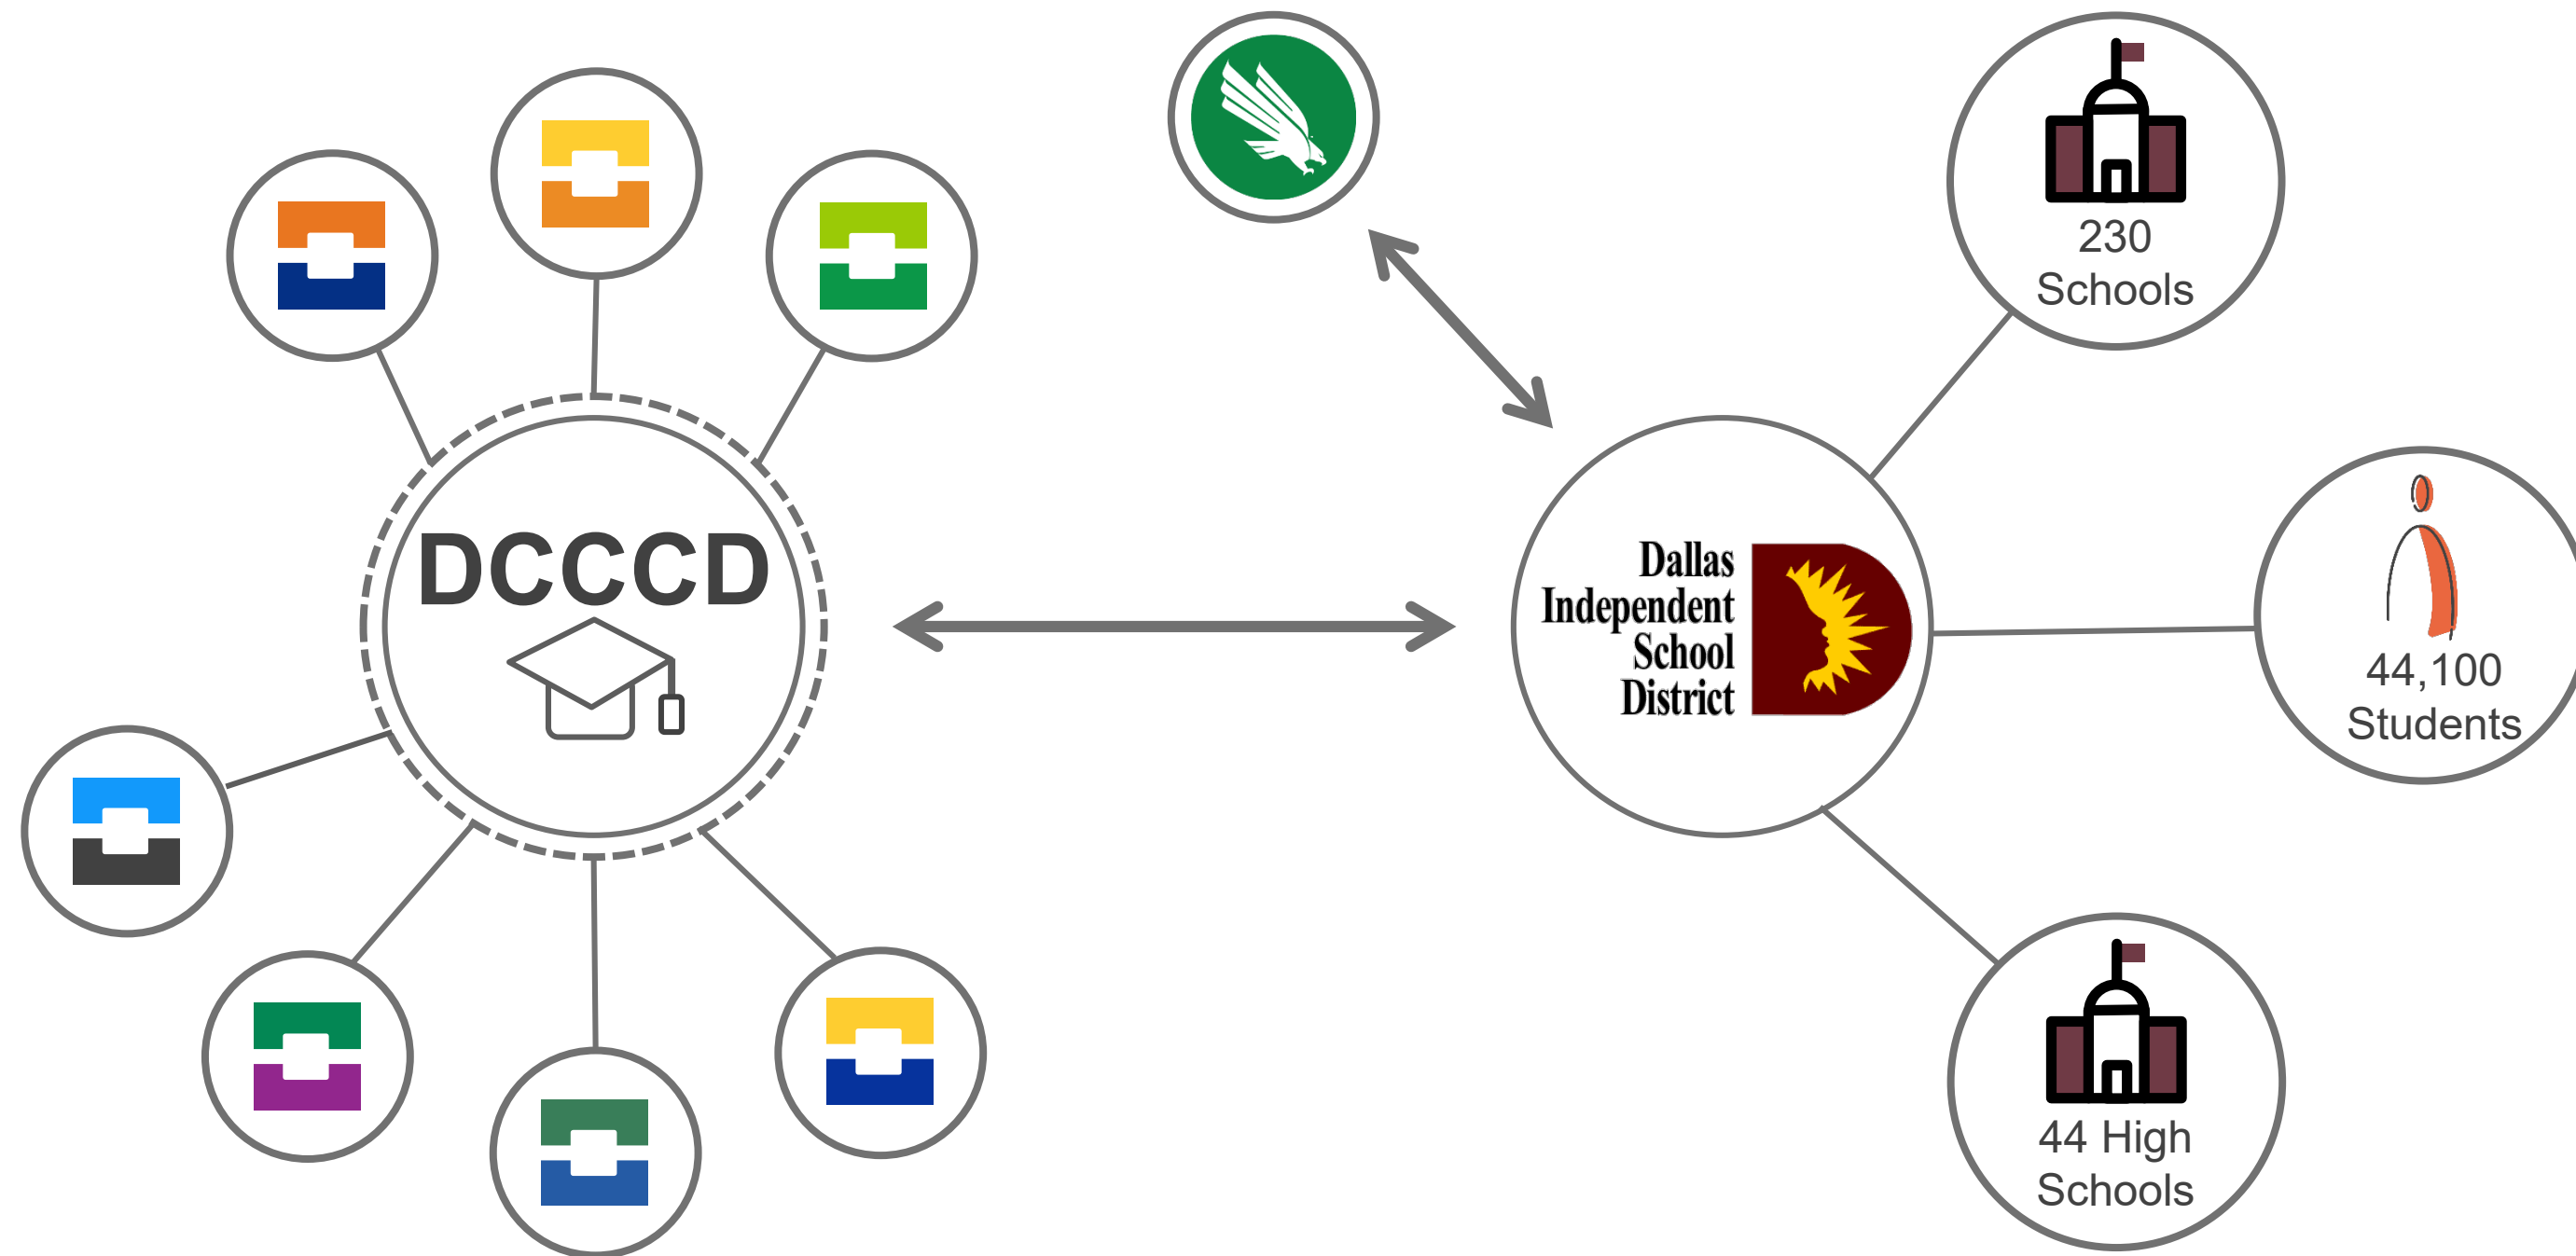 DCCCD
Dallas
Independent
School
District
230
Schools
44,100
Students
44 High
Schools